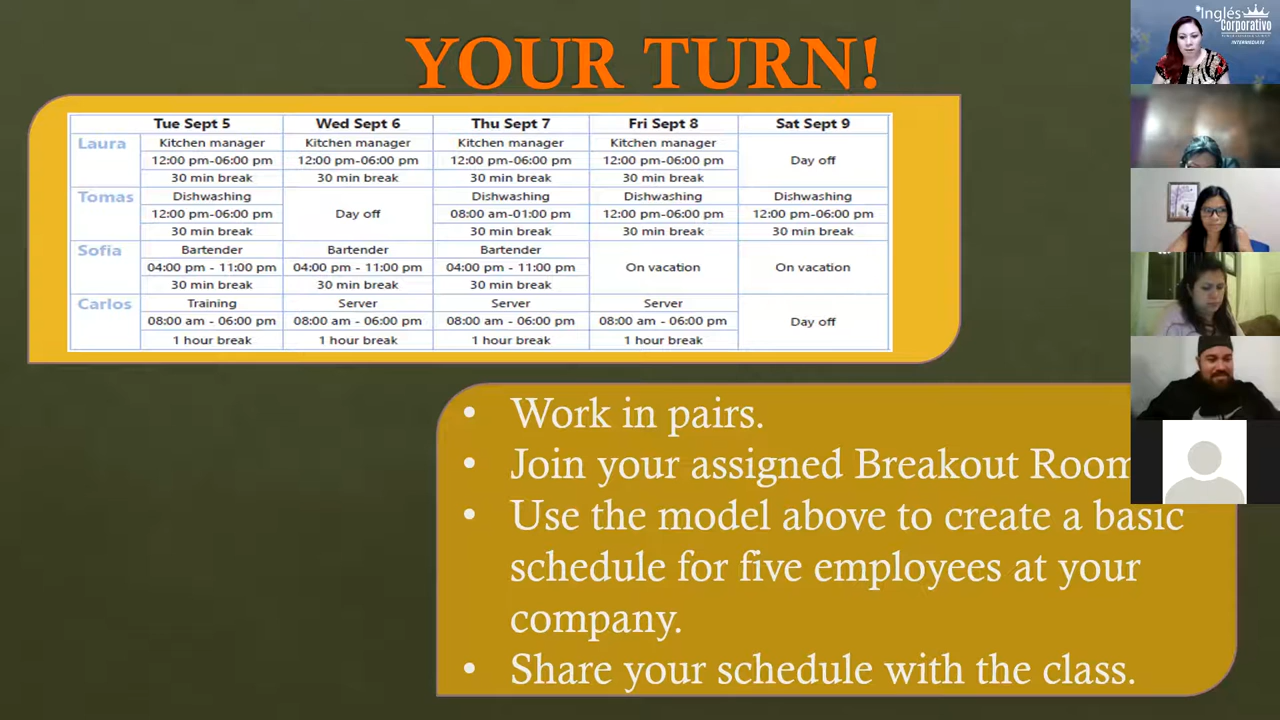 YOUR TURN!
Inglés
Corporativo
INTERMEDIATE
Tue Sept 5 Wed Sept 6 Thu Sept 7 Fri Sept 8 Sat Sept 9
Laura Kitchen manager Kitchen manager Kitchen manager Kitchen manager
12:00 pm-06:00 pm 12:00 pm-06:00 pm 12:00 pm-06:00 pm 12:00 pm-06:00 pm Day off
30 min break 30 min break 30 min break 30 min break
Tomas Dishwashing Dishwashing Dishwashing Dishwashing
12:00 pm-06:00 pm Day off 08:00 am-01:00 pm 12:00 pm-06:00 pm 12:00 pm-06:00 pm
30 min break 30 min break 30 min break 30 min break
Sofia Bartender Bartender Bartender
04:00 pm - 11:00 pm 04:00 pm - 11:00 pm 04:00 pm - 11:00 pm On vacation On vacation
30 min break 30 min break 30 min break
Carlos Training Server Server Server
08:00 am - 06:00 pm 08:00 am - 06:00 pm 08:00 am - 06:00 pm 08:00 am - 06:00 pm Day off
1 hour break 1 hour break 1 hour break 1 hour break
• Work in pairs.
• Join your assigned Breakout Room
• Use the model above to create a basic
schedule for five employees at your
company.
• Share your schedule with the class.